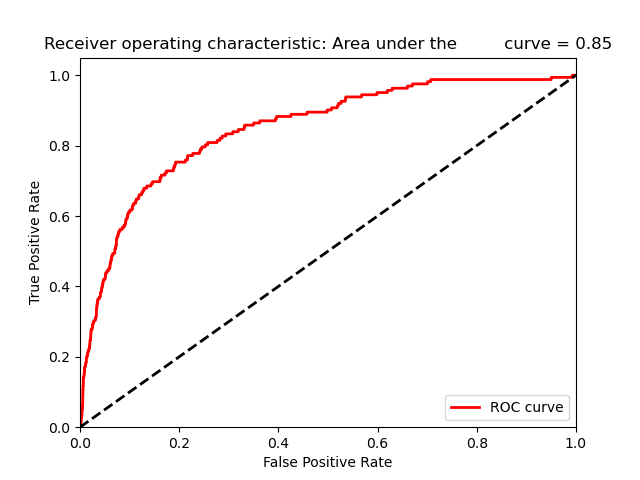 Receiver operating characteristic: Area under the         curve = 0.85
1.0
0.8
0.6
0.4
0.2
0.0
True Positive Rate
ROC curve
0.0 0.2 0.4 0.6 0.8 1.0
False Positive Rate